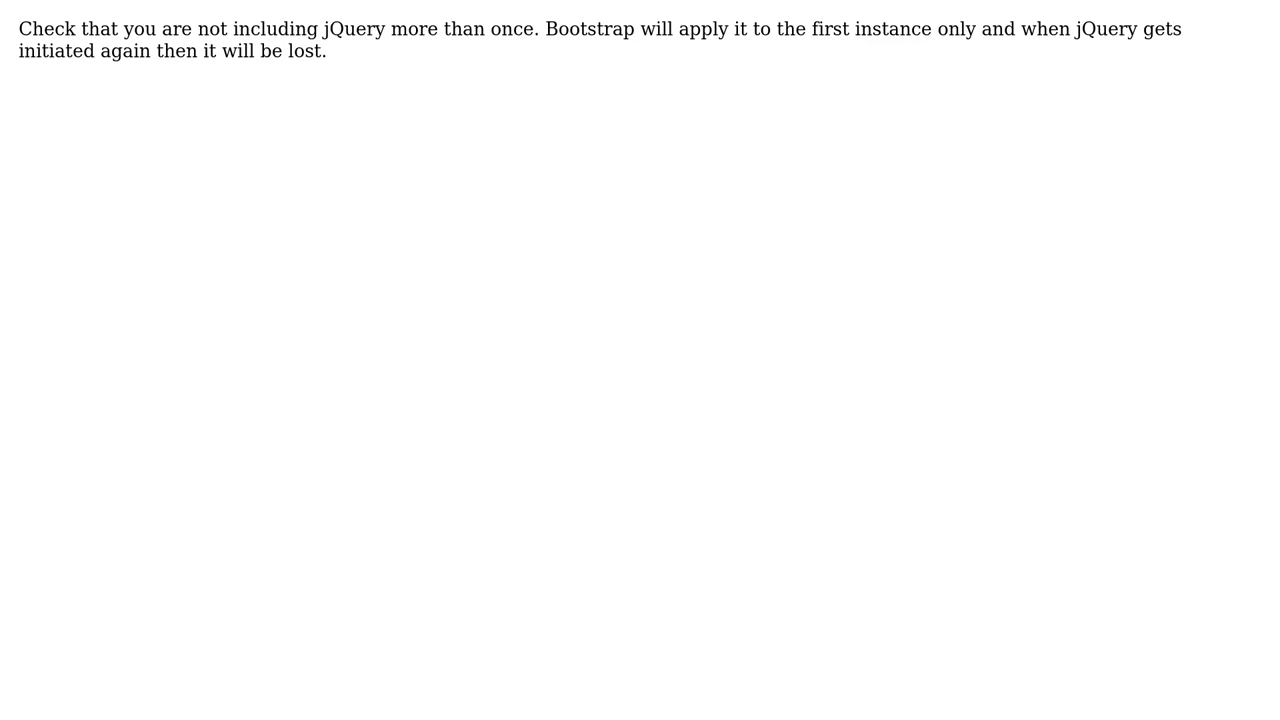 Check that you are not including jQuery more than once. Bootstrap will apply it to the first instance only and when jQuery gets
initiated again then it will be lost.